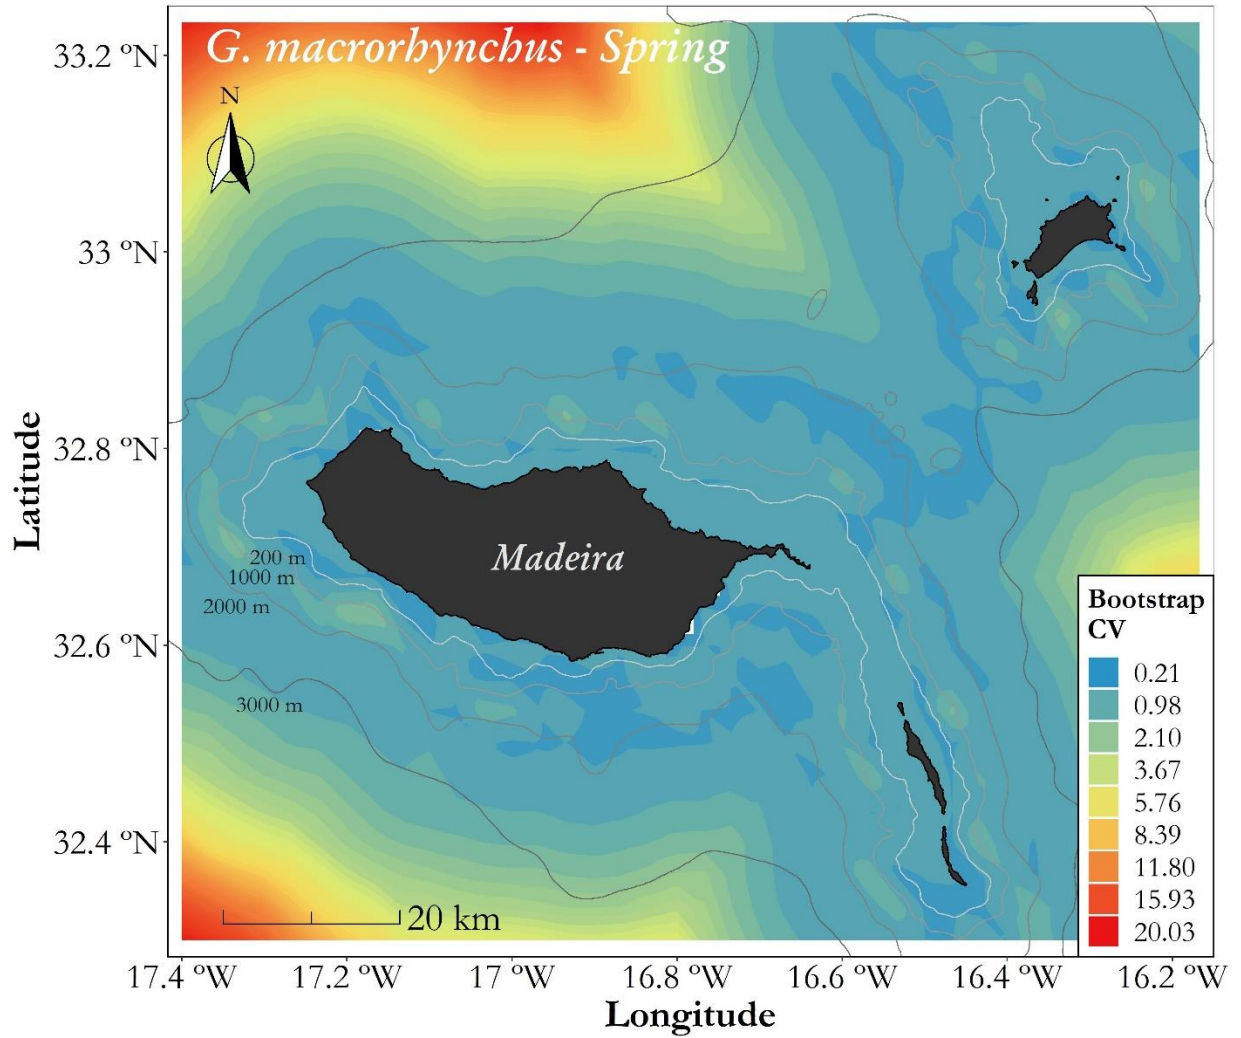 G. macrorhynchus - Spring
N
33.2 ºN
33 ºN
32.8 ºN
32.6 ºN
32.4 ºN
Latitude
Madeira
200 m
1000 m
2000 m
3000 m
20 km
Bootstrap
CV
0.21
0.98
2.10
3.67
5.76
8.39
11.80
15.93
20.03
17.4 ºW
17.2 ºW
17 ºW
16.8 ºW
16.6 ºW
16.4 ºW
16.2 ºW
Longitude